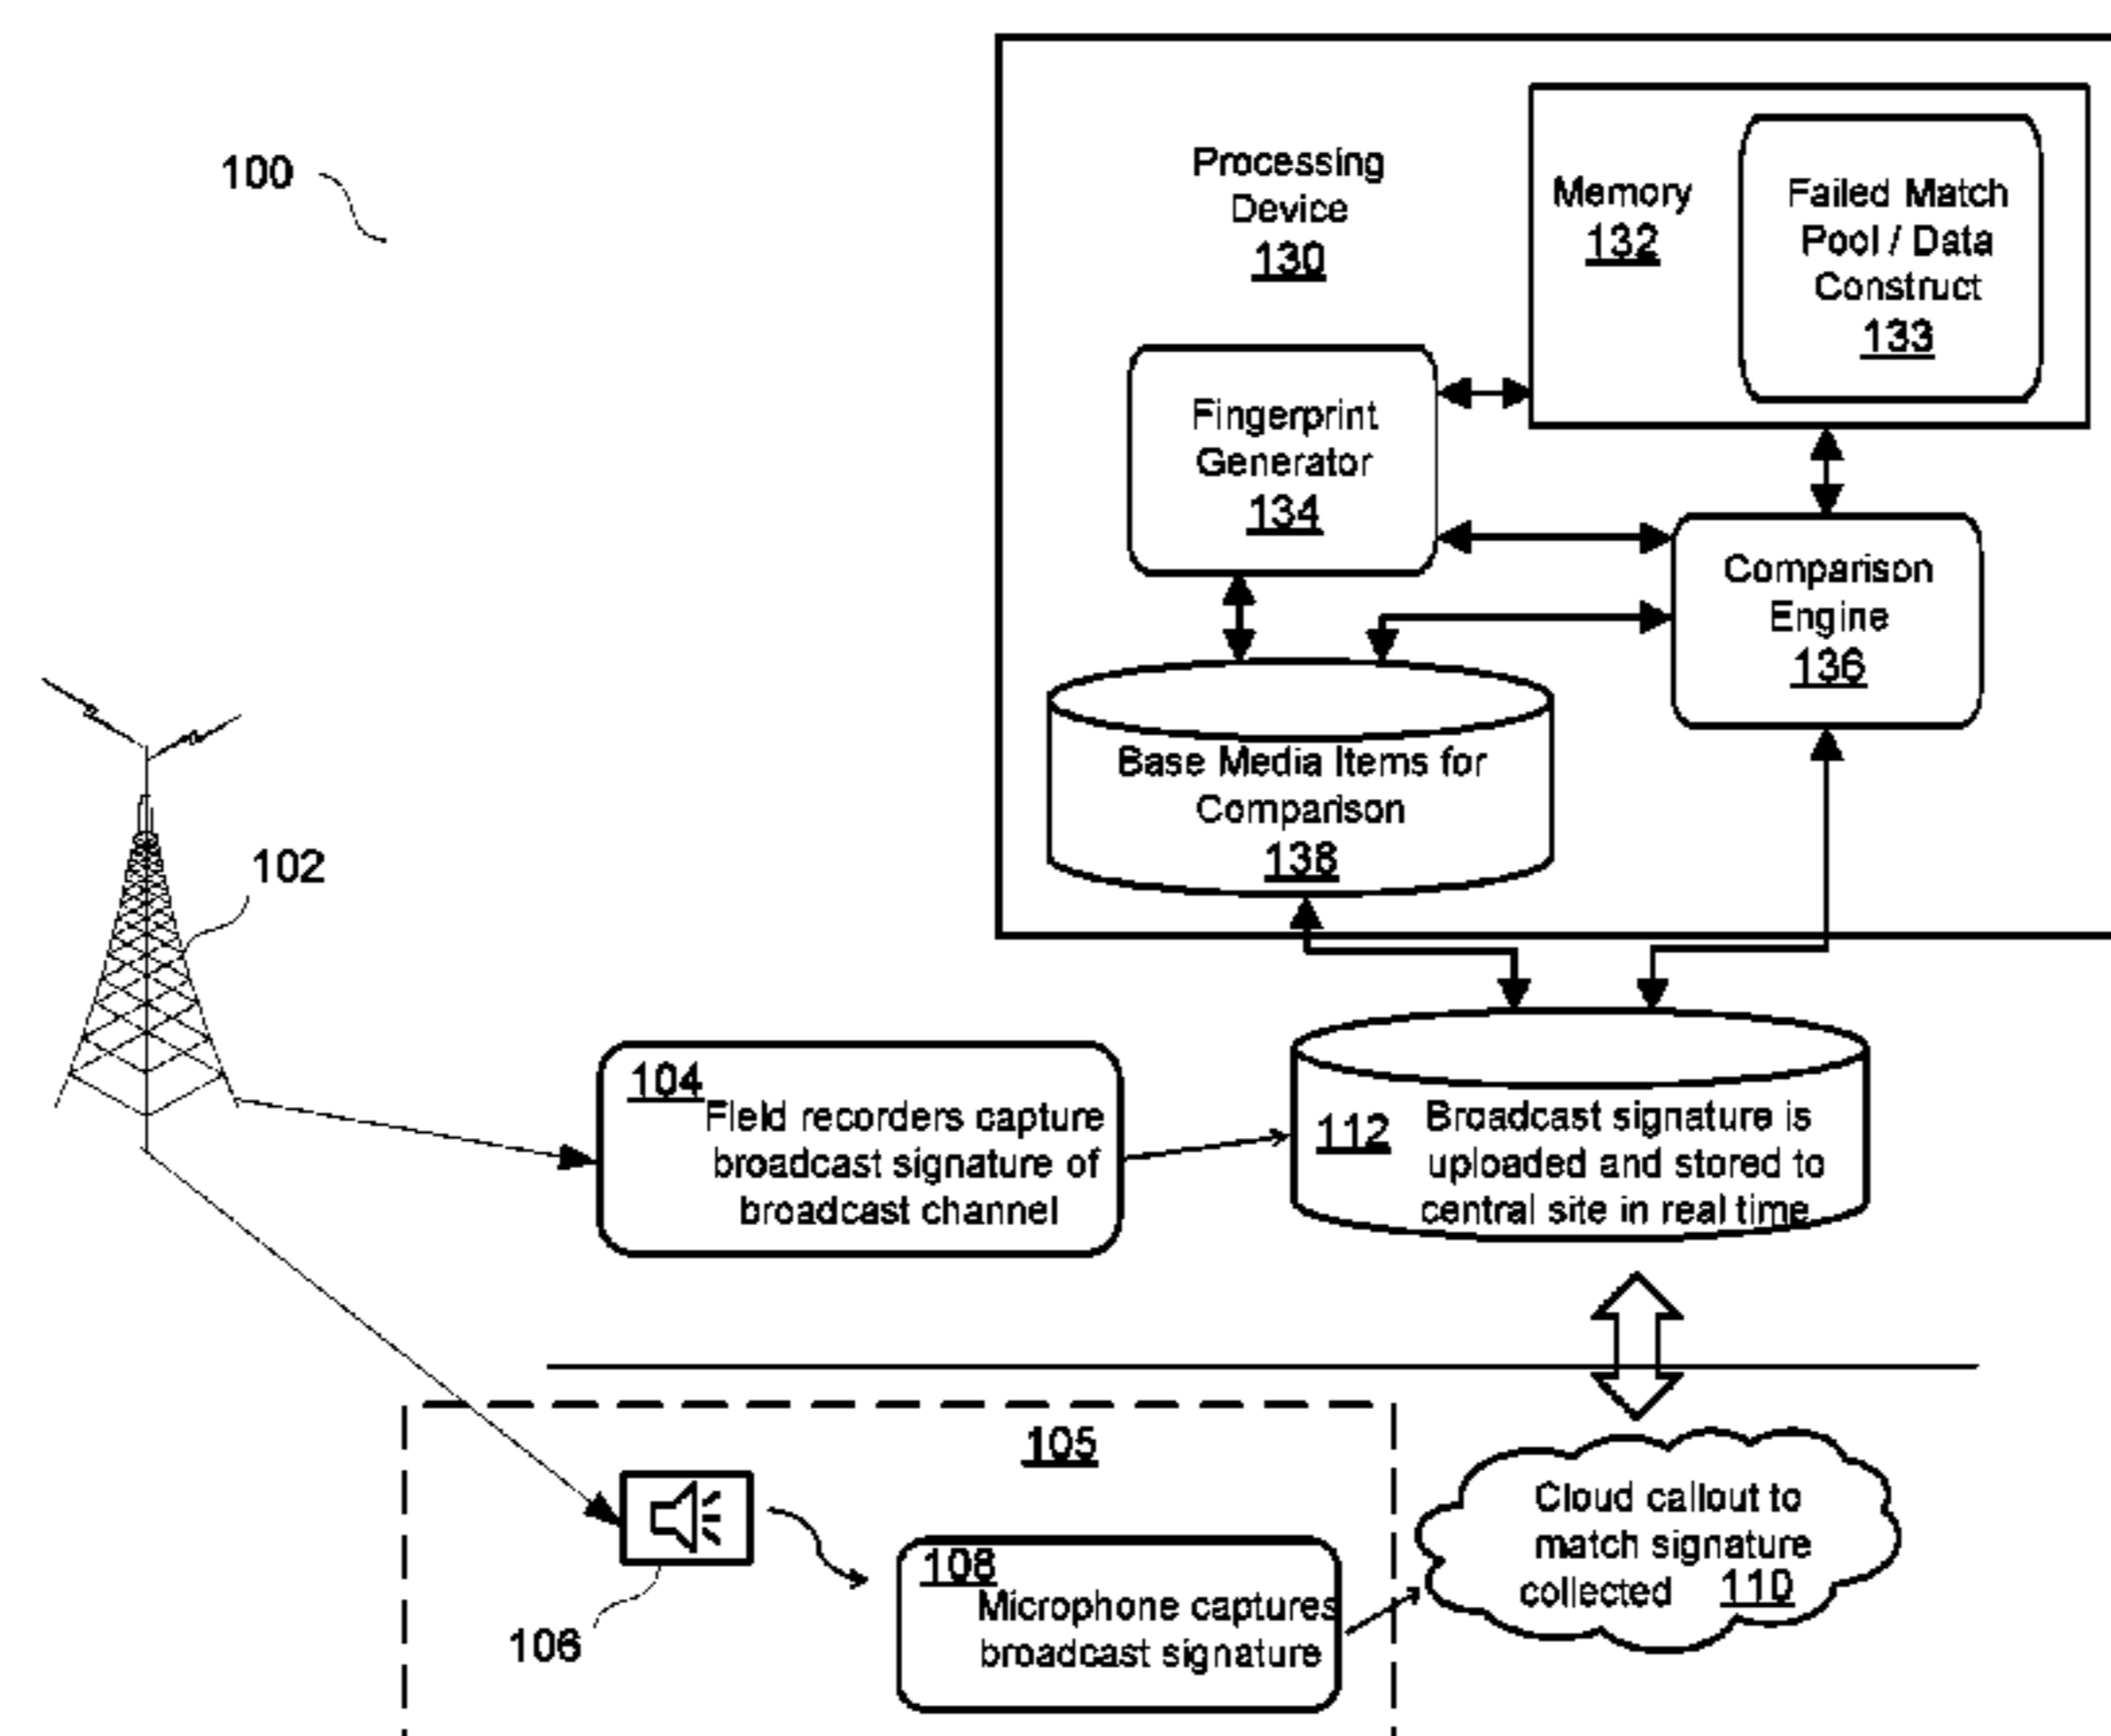 100
Processing
Device
130
Memory
132
Failed Match
Pool / Data
Construct
133
Fingerprint
Generator
134
Comparison
Engine
136
Base Media Items for
Comparison
138
102
104
Field recorders capture
broadcast signature of
broadcast channel
112
Broadcast signature is
uploaded and stored to
central site in real time
105
106
108
Microphone captures
broadcast signature
Cloud callout to
match signature
collected 110